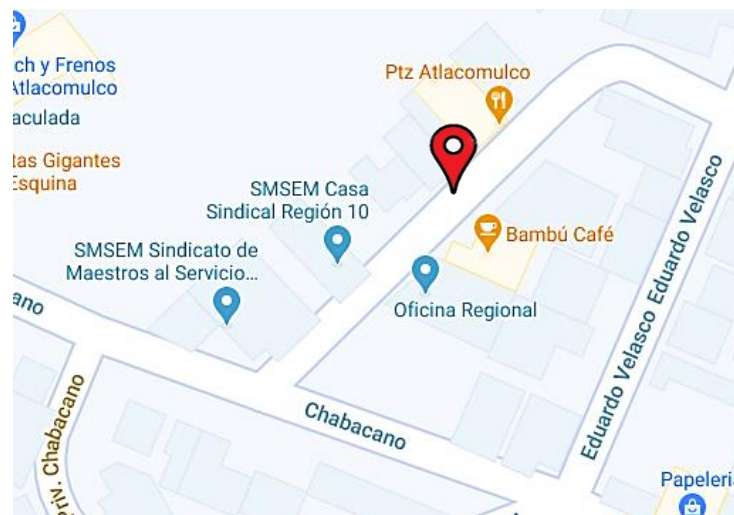 ch y Frenos
Atlacomulco
aculada
tas Gigantes
Esquina
Ptz Atlacomulco
SMSEM Casa
Sindical Región 10
SMSEM Sindicato de
Maestros al Servicio...
Bambú Café
Oficina Regional
Eduardo Velasco
Eduardo Velasco
ano
Chabacano
Priv. Chabacano
Papelerí